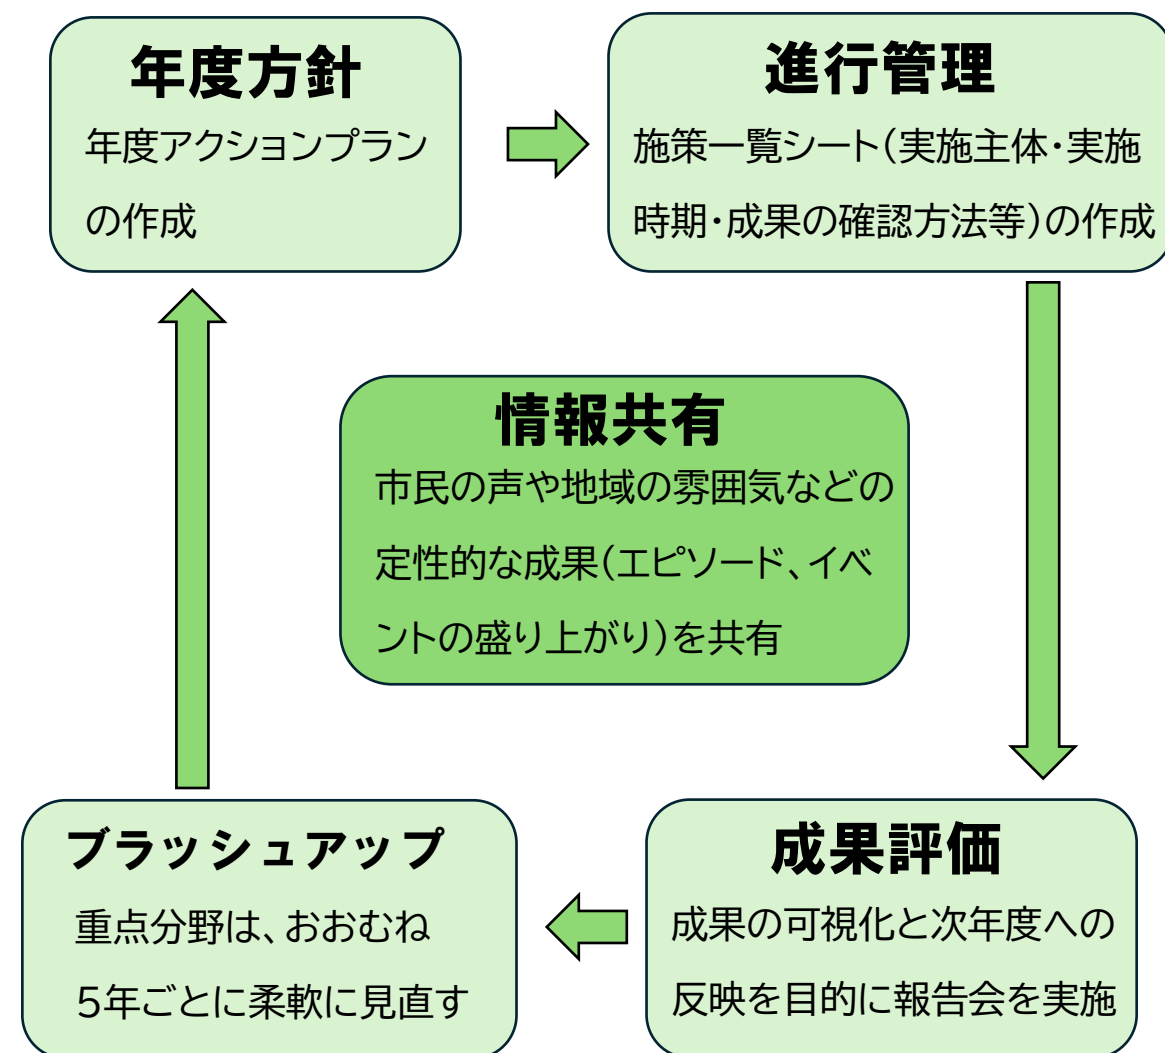 年度方針
年度アクションプラン
の作成
進行管理
施策一覧シート(実施主体・実施
時期・成果の確認方法等)の作成
情報共有
市民の声や地域の雰囲気などの
定性的な成果(エピソード、イベ
ントの盛り上がり)を共有
ブラッシュアップ
重点分野は、おおむね
5年ごとに柔軟に見直す
成果評価
成果の可視化と次年度への
反映を目的に報告会を実施